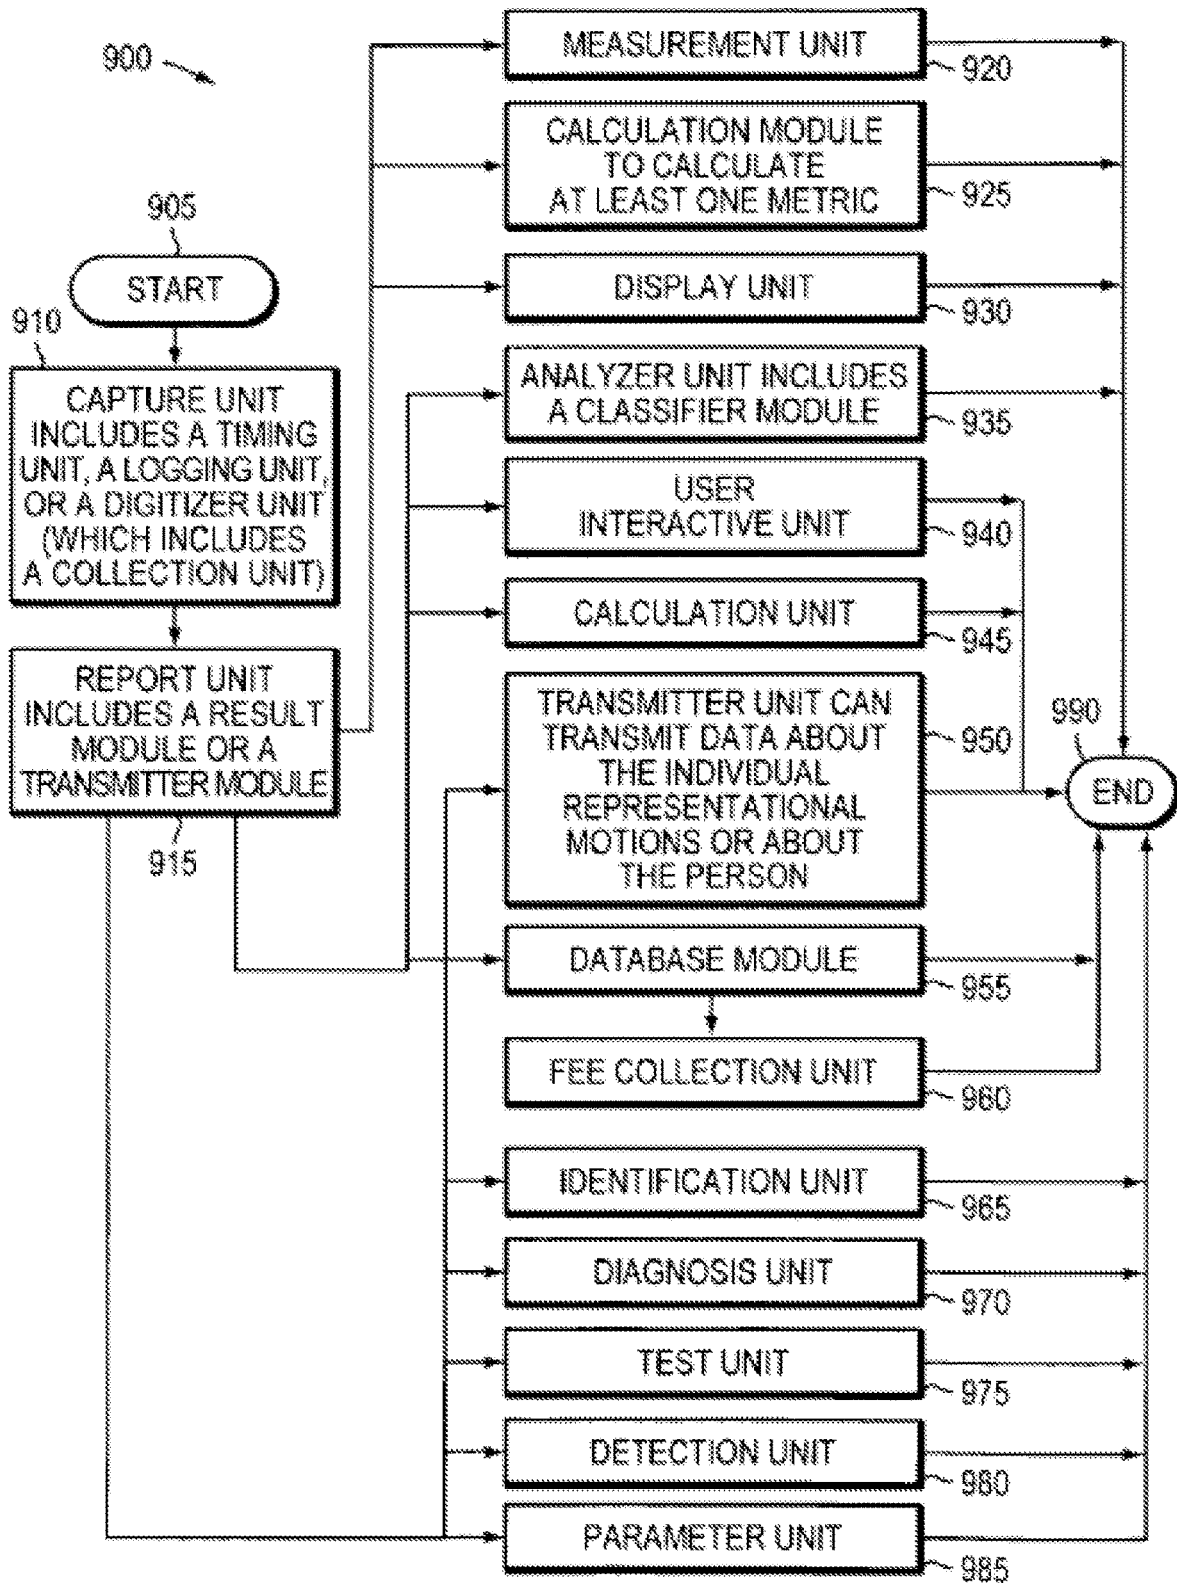 900
MEASUREMENT UNIT
920
CALCULATION MODULE
TO CALCULATE
AT LEAST ONE METRIC
925
905
START
DISPLAY UNIT
930
910
CAPTURE UNIT
INCLUDES A TIMING
UNIT, A LOGGING UNIT,
OR A DIGITIZER UNIT
(WHICH INCLUDES
A COLLECTION UNIT)
ANALYZER UNIT INCLUDES
A CLASSIFIER MODULE
935
USER
INTERACTIVE UNIT
940
CALCULATION UNIT
945
REPORT UNIT
INCLUDES A RESULT
MODULE OR A
TRANSMITTER MODULE
915
TRANSMITTER UNIT CAN
TRANSMIT DATA ABOUT
THE INDIVIDUAL
REPRESENTATIONAL
MOTIONS OR ABOUT
THE PERSON
950
990
END
DATABASE MODULE
955
FEE COLLECTION UNIT
960
IDENTIFICATION UNIT
965
DIAGNOSIS UNIT
970
TEST UNIT
975
DETECTION UNIT
980
PARAMETER UNIT
985